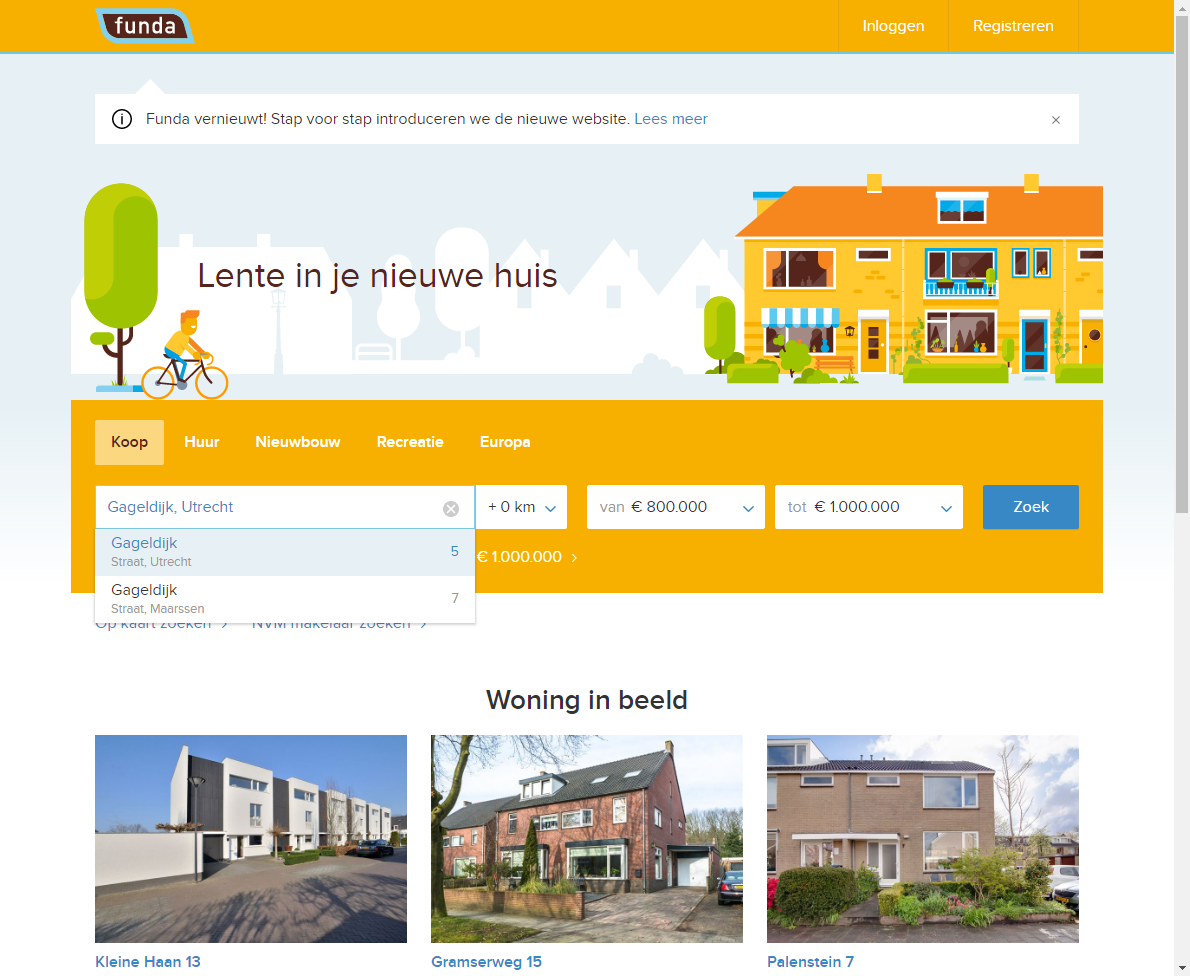 funda
Inloggen
Registreren
Funda vernieuwt! Stap voor stap introduceren we de nieuwe website. Lees meer
Lente in je nieuwe huis
Koop
Huur
Nieuwbouw
Recreatie
Europa
Gageldijk, Utrecht
+ 0 km
van € 800.000
tot € 1.000.000
Zoek
Gageldijk
5
Straat, Utrecht
€ 1.000.000
Gageldijk
7
Straat, Maarssen
Op kaart zoeken
NVM makelaar zoeken
Woning in beeld
Kleine Haan 13
Gramserweg 15
Palenstein 7